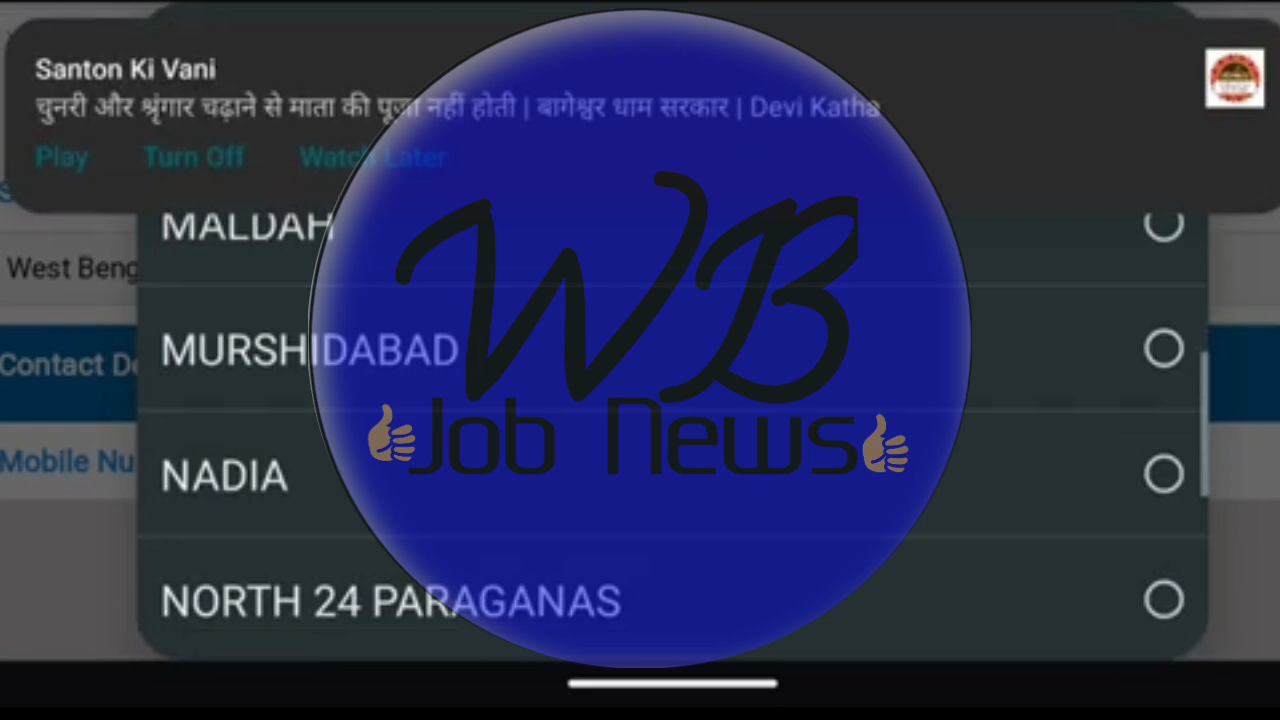 Santon Ki Vani
चुनरी और श्रृंगार चढ़ाने से माता की पूजा नहीं होती | बागेश्वर धाम सरकार | Devi Katha
Play Turn Off Watch Later
MALDAH
West Beng
MURSHIDABAD
Contact De
Mobile Nu
NADIA
NORTH 24 PARAGANAS
WB
Job News